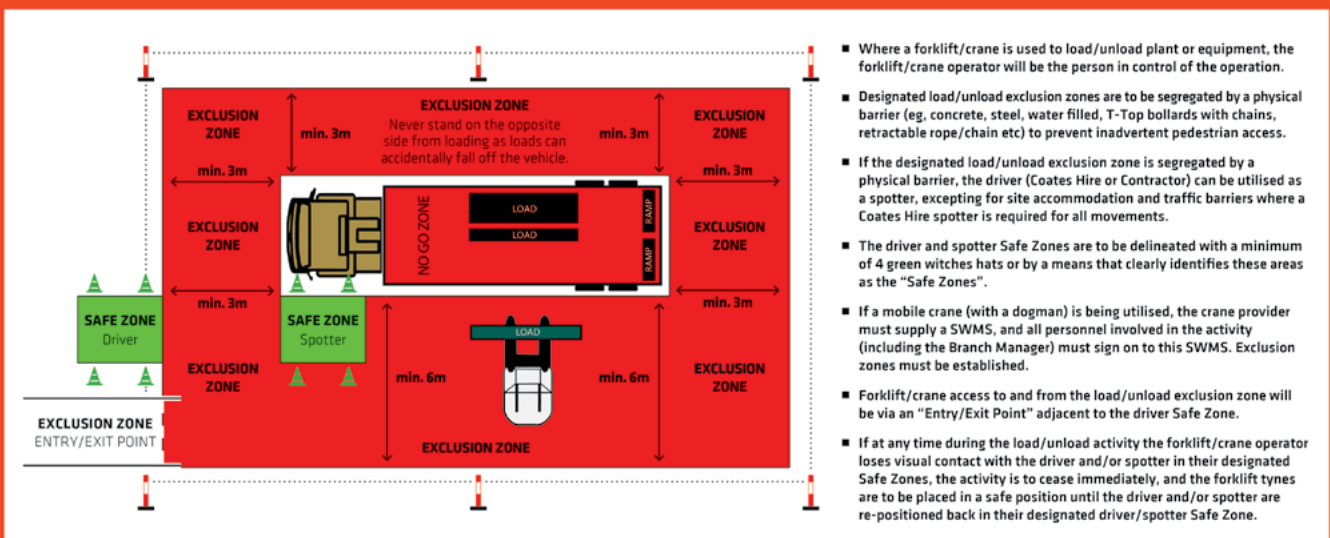 EXCLUSION ZONE
Never stand on the opposite
side from loading as loads can
accidentally fall off the vehicle.
EXCLUSION
ZONE
min. 3m
min. 3m
EXCLUSION
ZONE
min. 3m
min. 3m
EXCLUSION
ZONE
NO GO ZONE
LOAD
LOAD
RAMP
RAMP
EXCLUSION
ZONE
min. 3m
min. 3m
SAFE ZONE
Driver
SAFE ZONE
Spotter
LOAD
EXCLUSION
ZONE
min. 6m
min. 6m
EXCLUSION
ZONE
EXCLUSION ZONE
ENTRY/EXIT POINT
EXCLUSION ZONE
▪ Where a forklift/crane is used to load/unload plant or equipment, the
forklift/crane operator will be the person in control of the operation.
▪ Designated load/unload exclusion zones are to be segregated by a physical
barrier (eg, concrete, steel, water filled, T-Top bollards with chains,
retractable rope/chain etc) to prevent inadvertent pedestrian access.
▪ If the designated load/unload exclusion zone is segregated by a
physical barrier, the driver (Coates Hire or Contractor) can be utilised as
a spotter, excepting for site accommodation and traffic barriers where a
Coates Hire spotter is required for all movements.
▪ The driver and spotter Safe Zones are to be delineated with a minimum
of 4 green witches hats or by a means that clearly identifies these areas
as the “Safe Zones”.
▪ If a mobile crane (with a dogman) is being utilised, the crane provider
must supply a SWMS, and all personnel involved in the activity
(including the Branch Manager) must sign on to this SWMS. Exclusion
zones must be established.
▪ Forklift/crane access to and from the load/unload exclusion zone will
be via an “Entry/Exit Point” adjacent to the driver Safe Zone.
▪ If at any time during the load/unload activity the forklift/crane operator
loses visual contact with the driver and/or spotter in their designated
Safe Zones, the activity is to cease immediately, and the forklift tynes
are to be placed in a safe position until the driver and/or spotter are
re-positioned back in their designated driver/spotter Safe Zone.